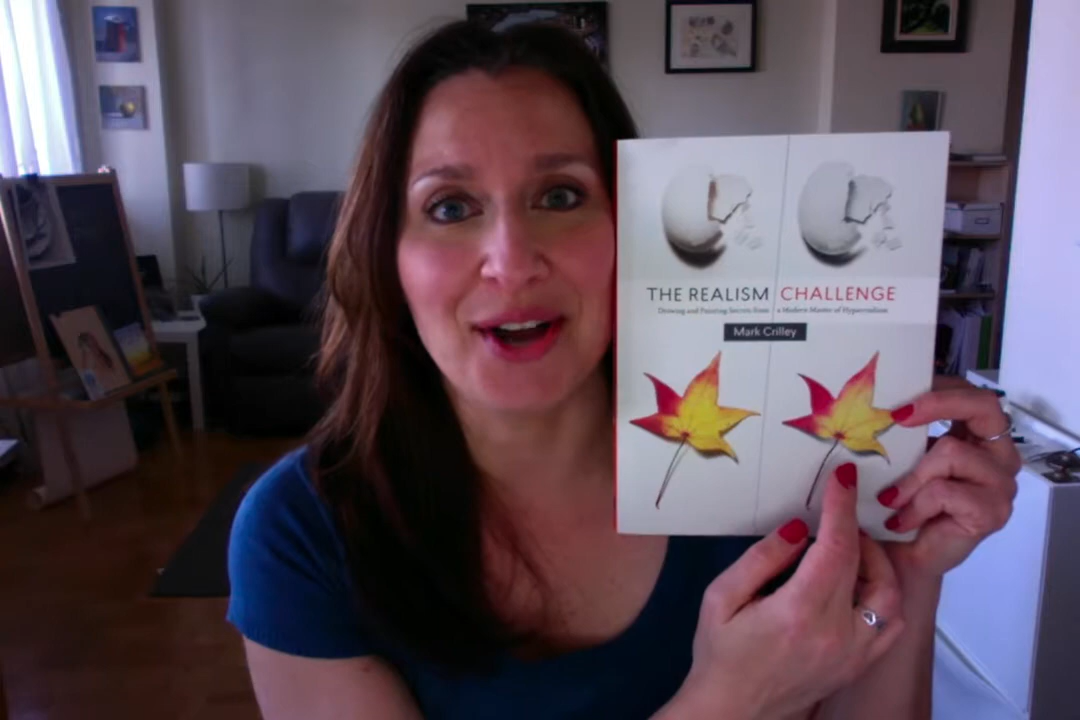 THE REALISM CHALLENGE
Drawing and Painting Secrets from a Modern Master of Hyperrealism
Mark Crilley